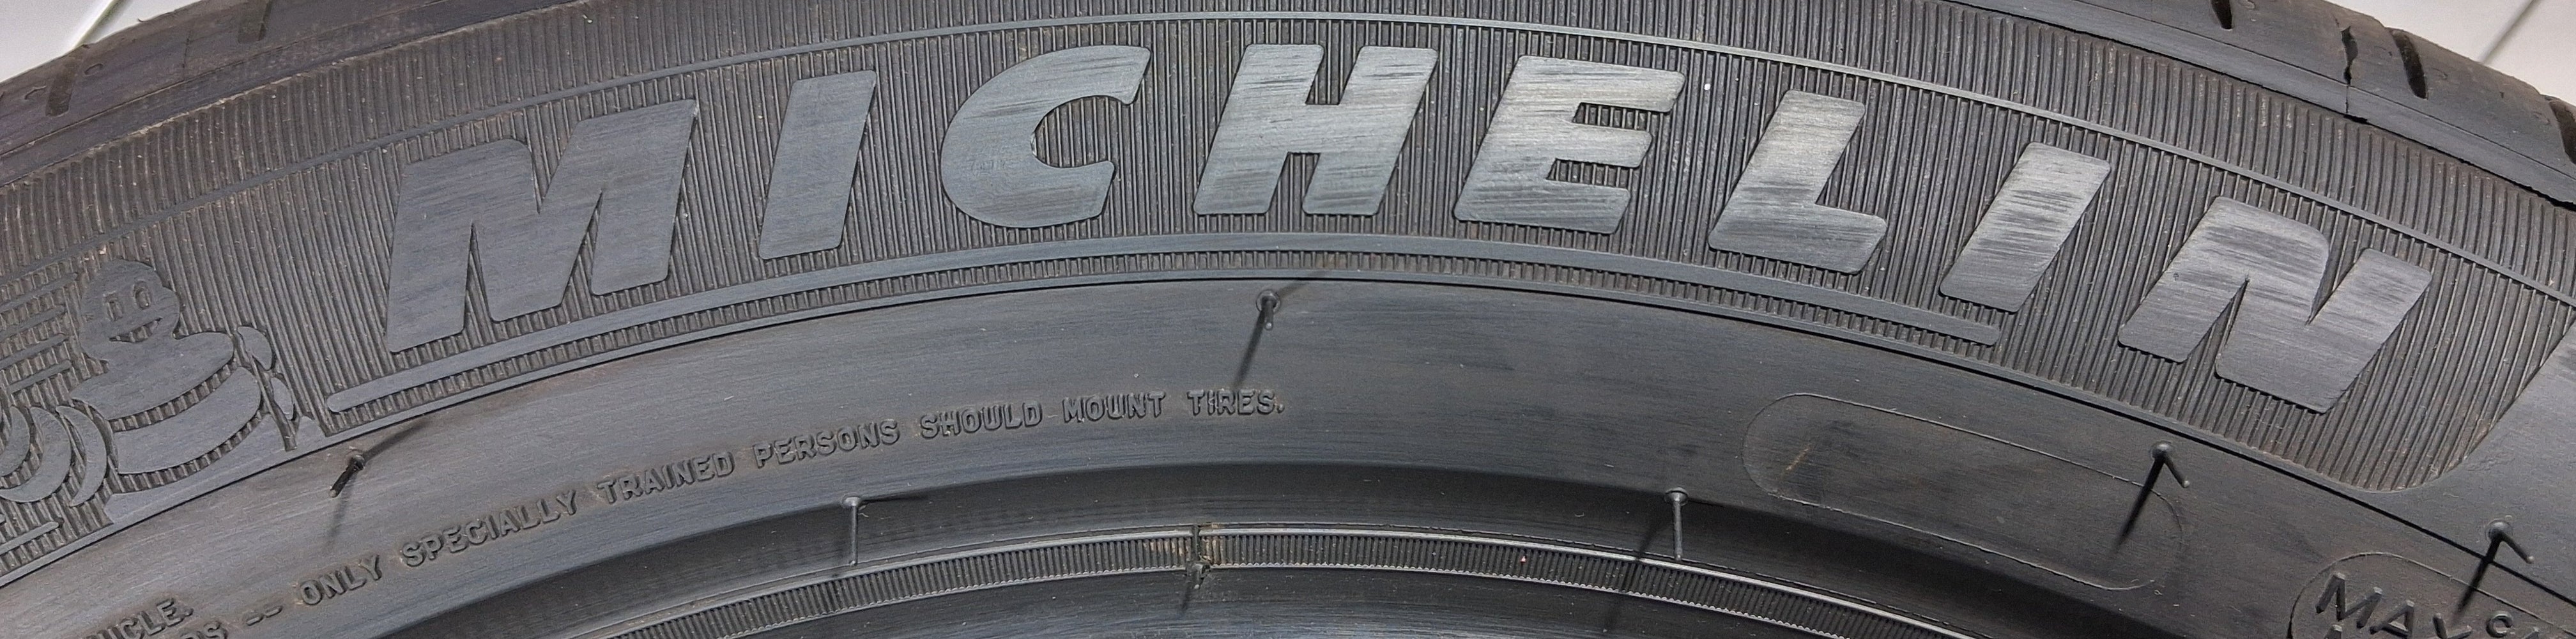 MICHELIN
-- ONLY SPECIALLY TRAINED PERSONS SHOULD MOUNT TIRES.